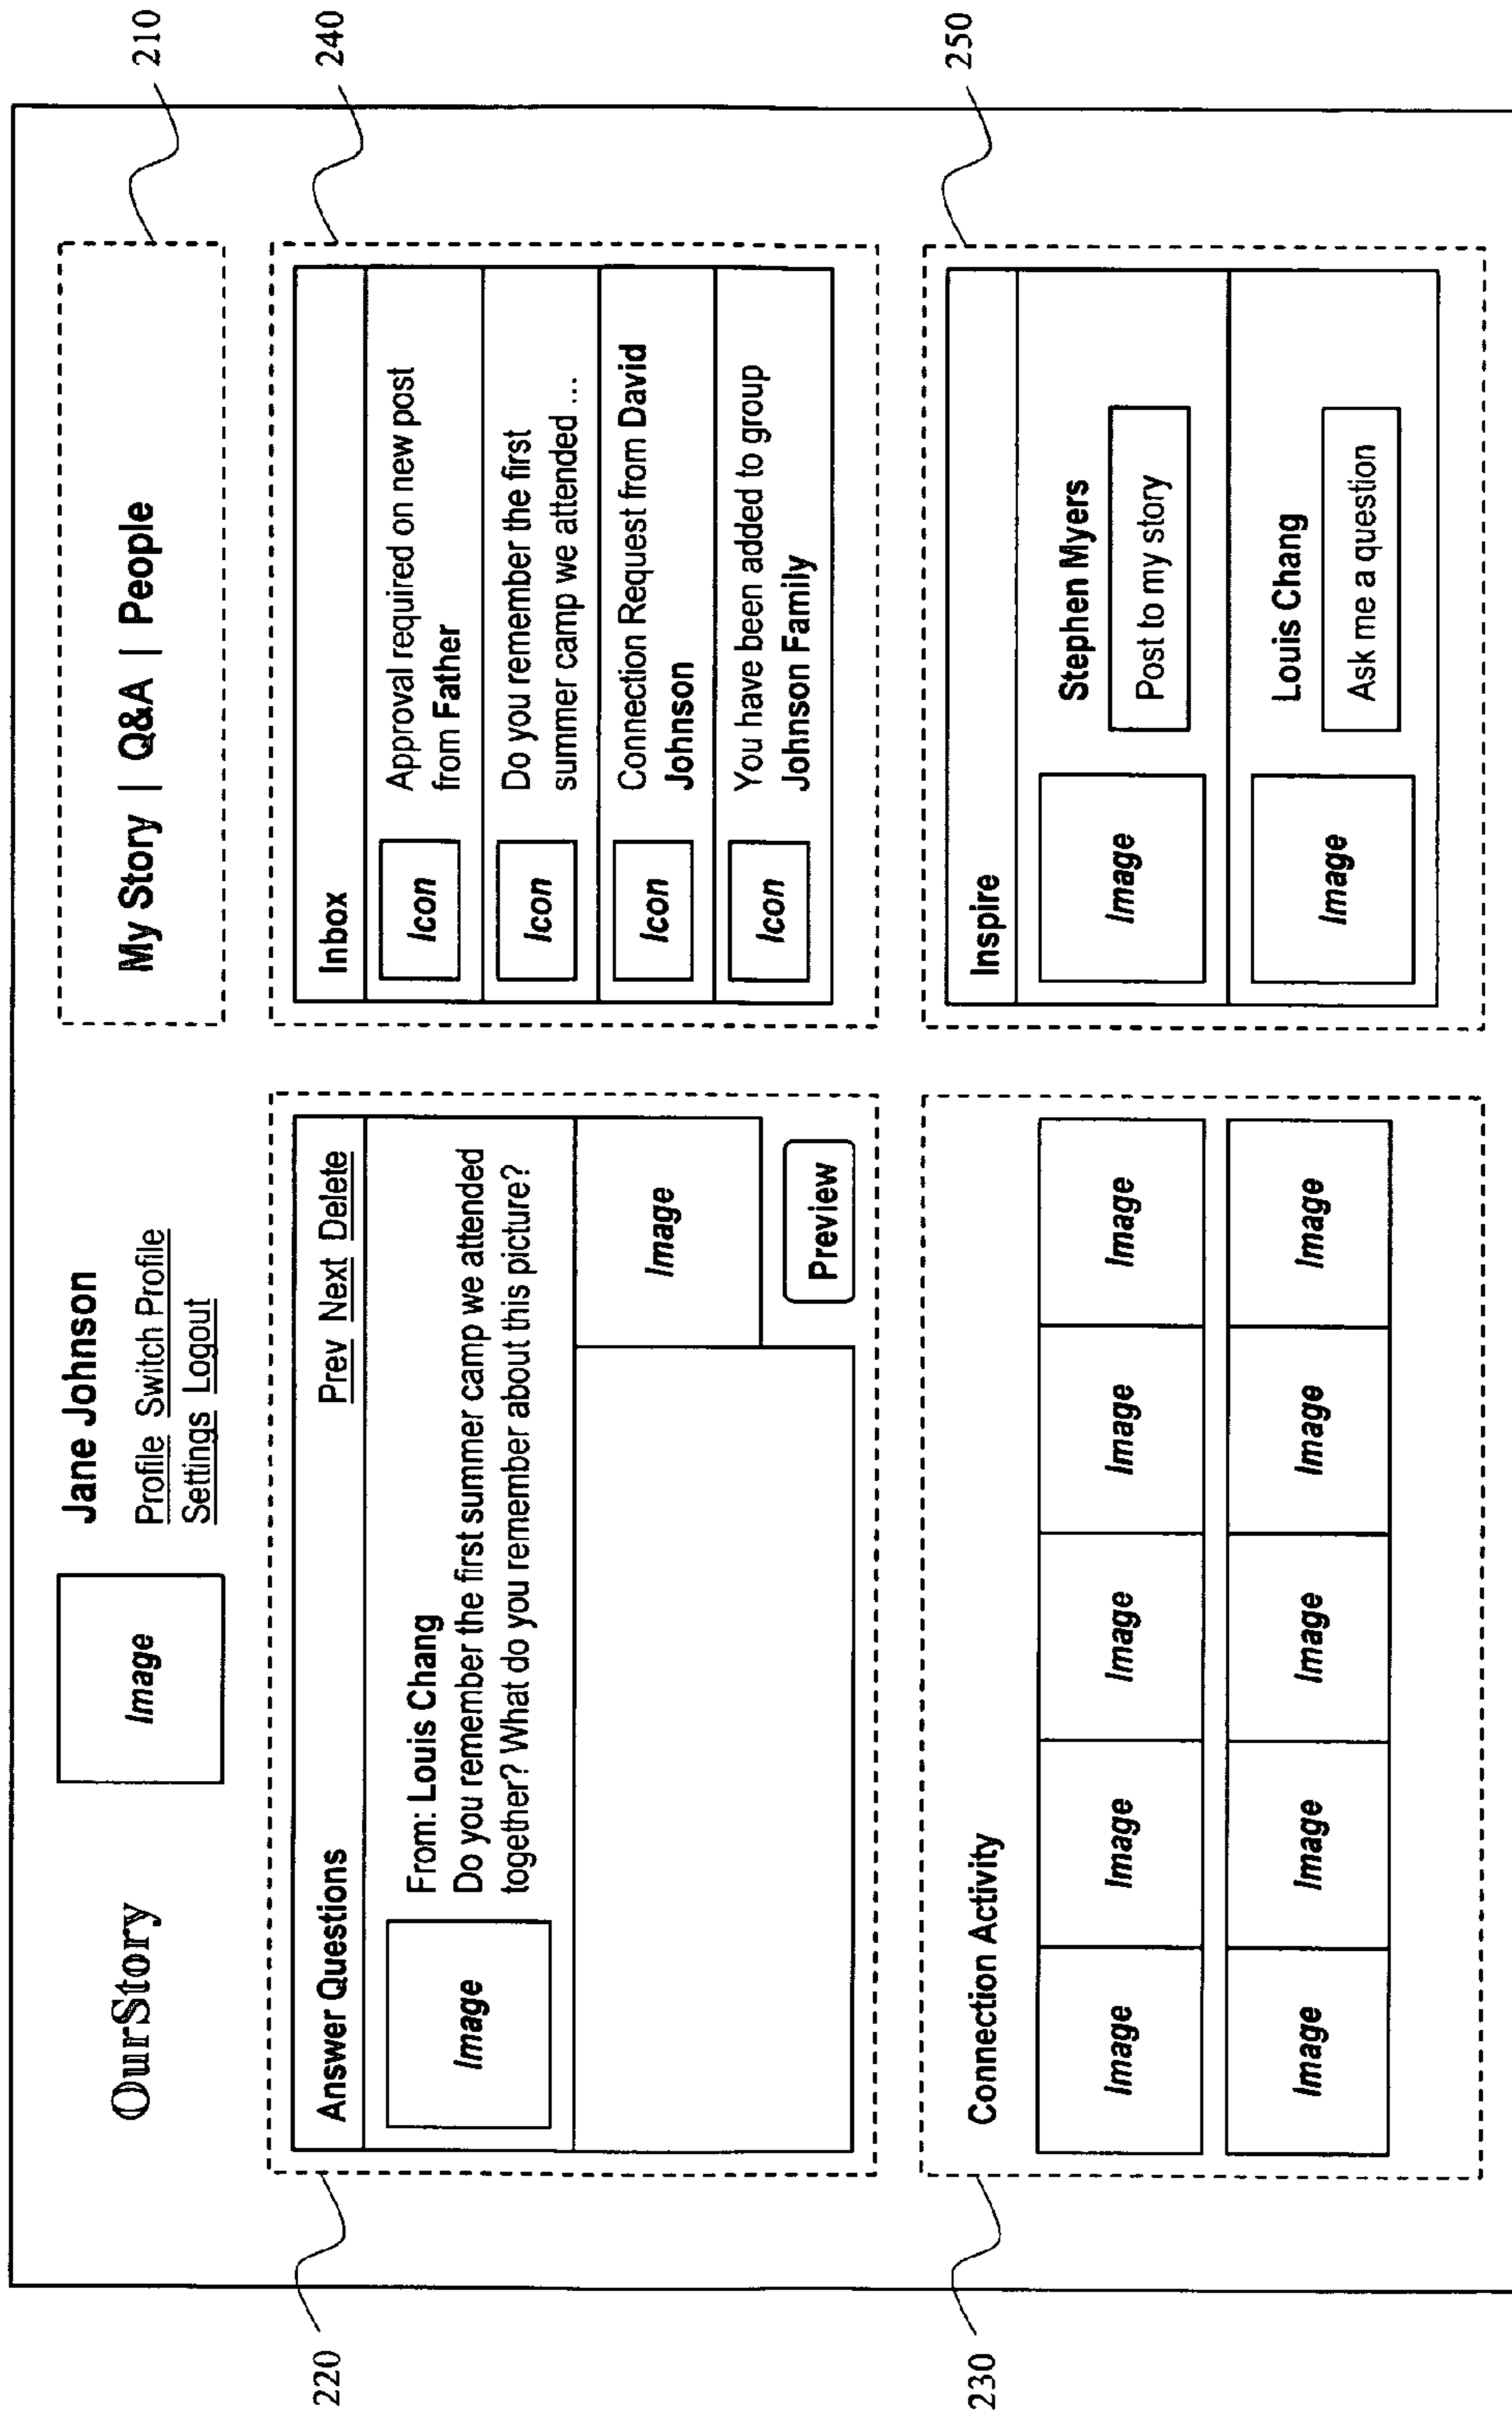 OurStory
Image
Jane Johnson
Profile Switch Profile
Settings Logout
My Story | Q&A | People
210
220
Answer Questions
Prev Next Delete
Image
From: Louis Chang
Do you remember the first summer camp we attended
together? What do you remember about this picture?
Image
Preview
240
Inbox
Icon
Approval required on new post
from Father
Icon
Do you remember the first
summer camp we attended ...
Icon
Connection Request from David
Johnson
Icon
You have been added to group
Johnson Family
230
Connection Activity
Image Image Image Image Image
Image Image Image Image Image
250
Inspire
Image
Stephen Myers
Post to my story
Image
Louis Chang
Ask me a question